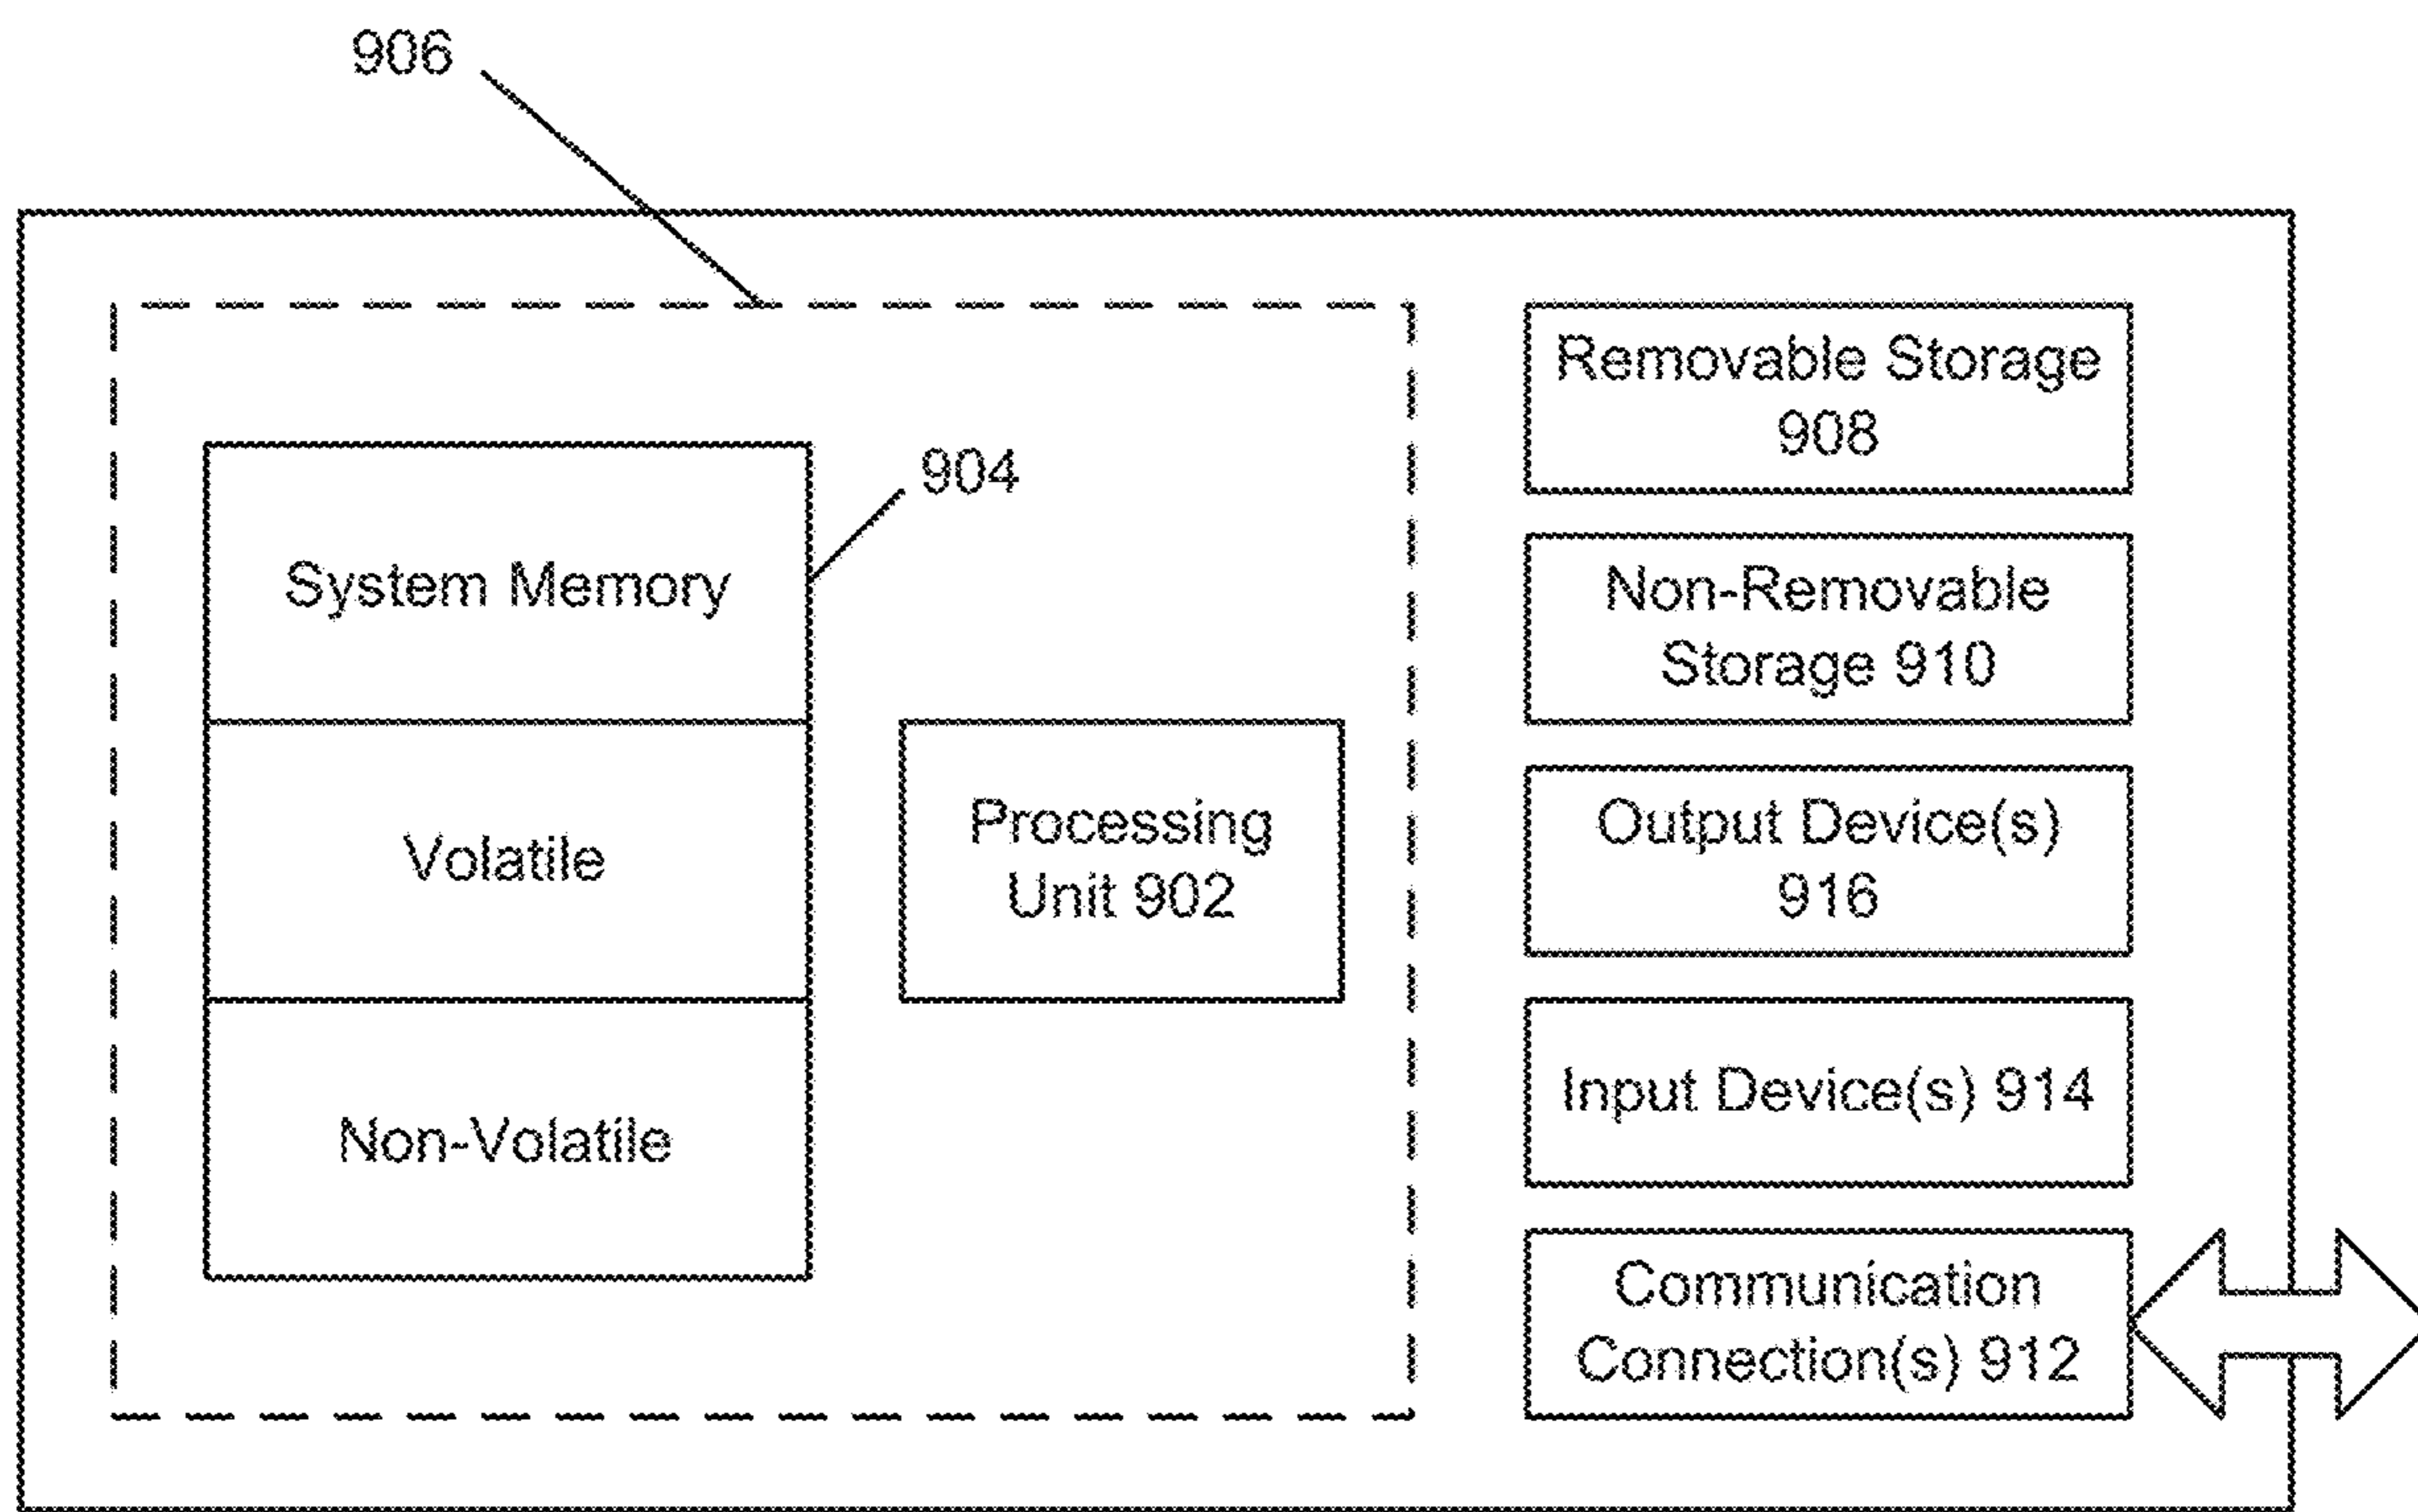 906
904
System Memory
Volatile
Non-Volatile
Processing
Unit 902
Removable Storage
908
Non-Removable
Storage 910
Output Device(s)
916
Input Device(s) 914
Communication
Connection(s) 912